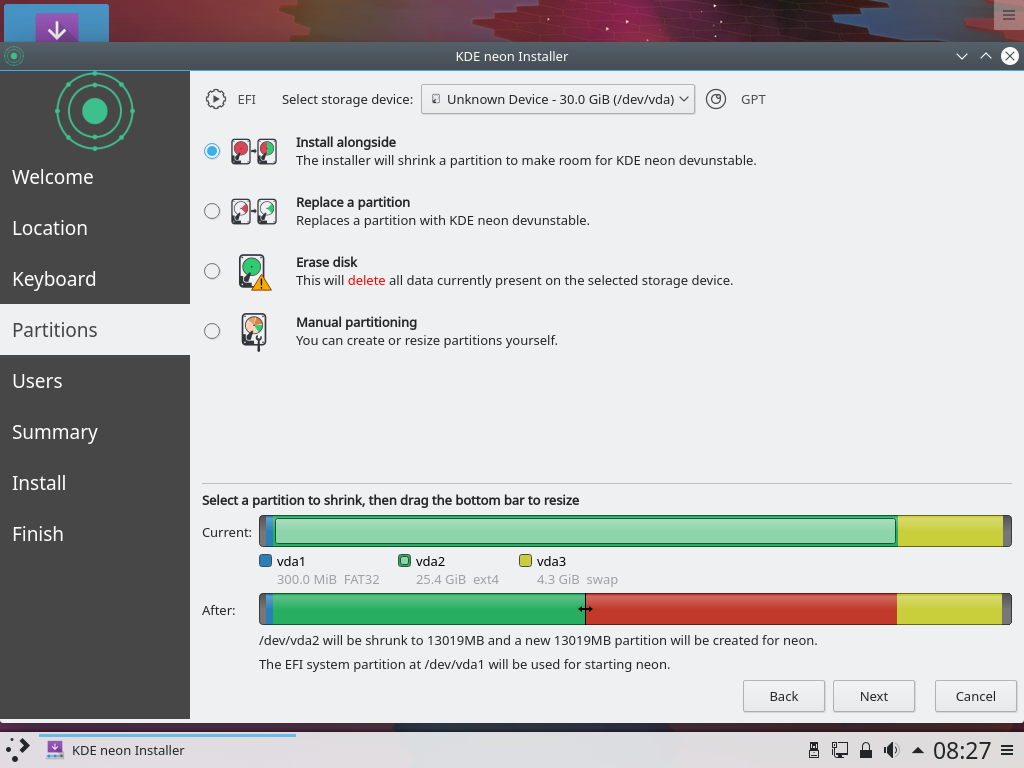 KDE neon Installer
EFI
Select storage device:
Unknown Device - 30.0 GiB (/dev/vda)
GPT
Welcome
Location
Keyboard
Partitions
Users
Summary
Install
Finish
Install alongside
The installer will shrink a partition to make room for KDE neon devunstable.
Replace a partition
Replaces a partition with KDE neon devunstable.
Erase disk
This will delete all data currently present on the selected storage device.
Manual partitioning
You can create or resize partitions yourself.
Select a partition to shrink, then drag the bottom bar to resize
Current:
vda1 vda2 vda3
300.0 MiB FAT32 25.4 GiB ext4 4.3 GiB swap
After:
/dev/vda2 will be shrunk to 13019MB and a new 13019MB partition will be created for neon.
The EFI system partition at /dev/vda1 will be used for starting neon.
Back Next Cancel
KDE neon Installer 08:27